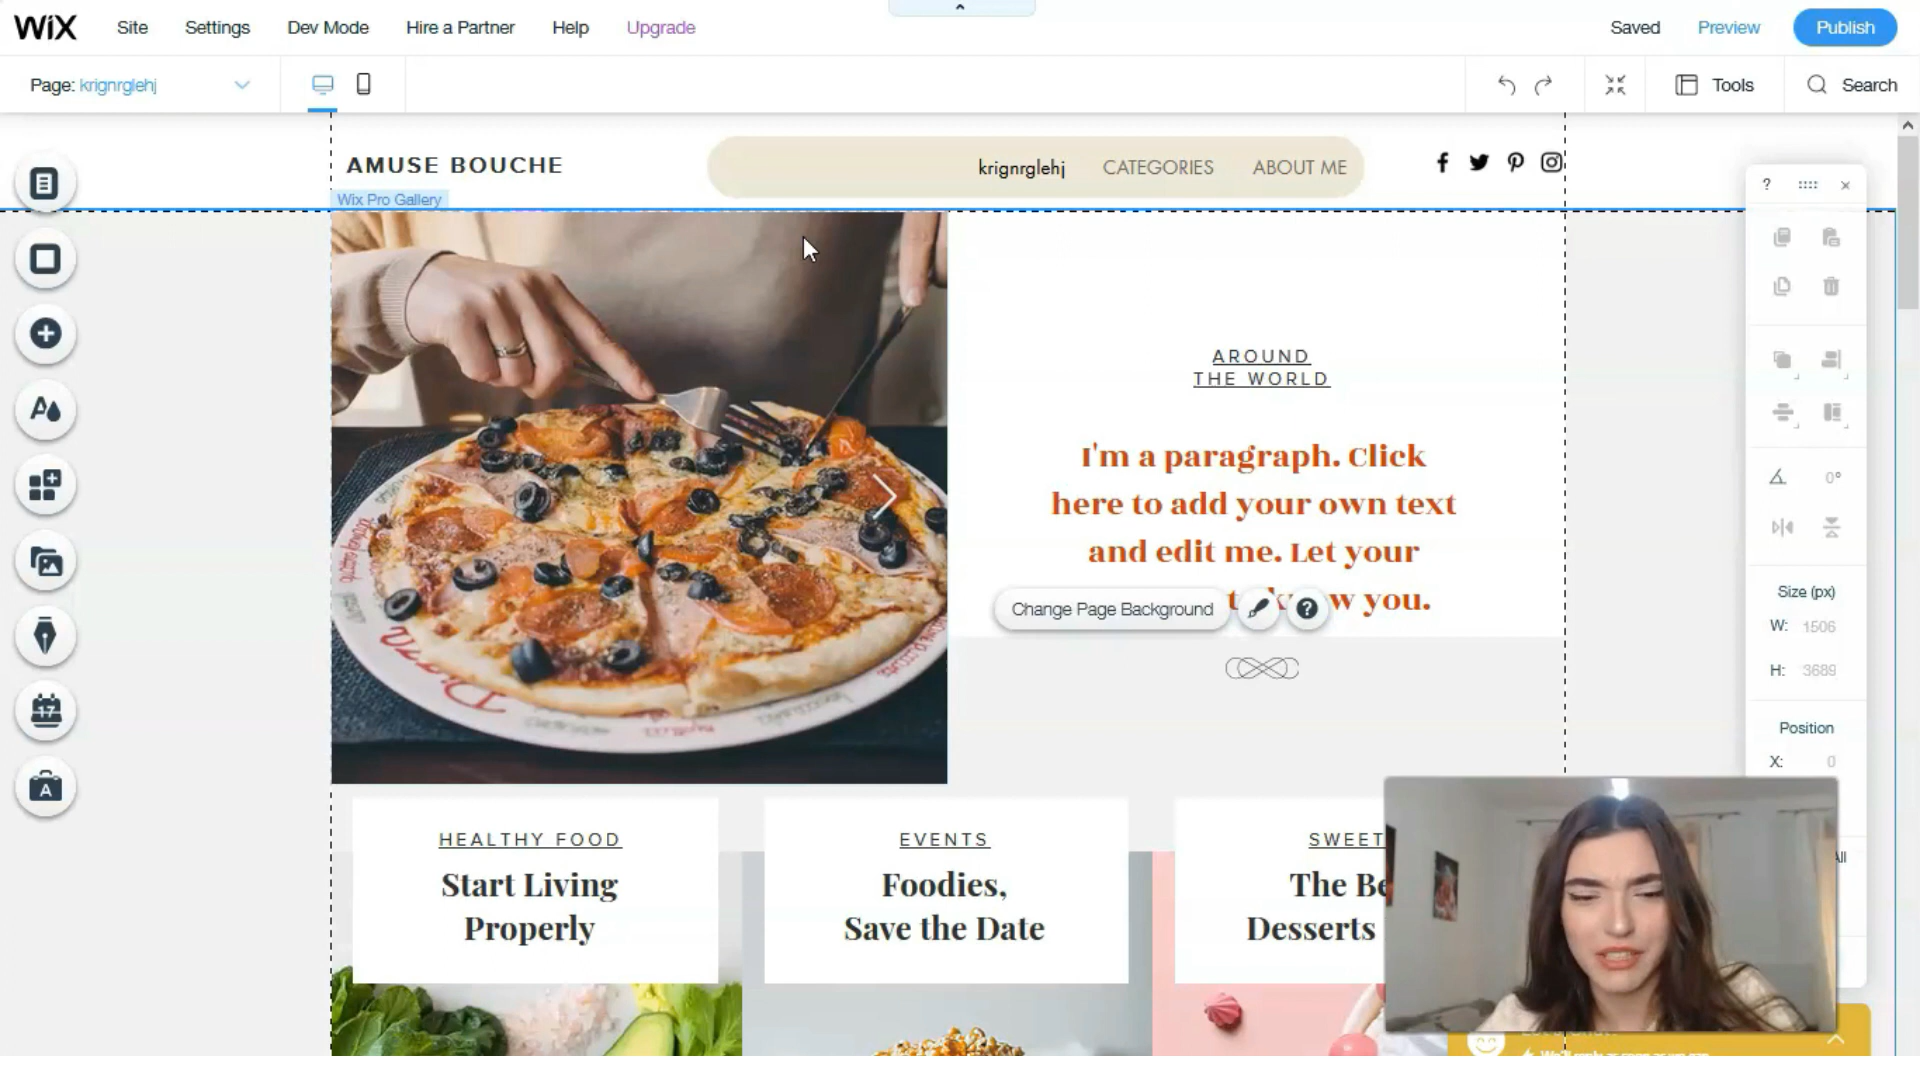 WiX Site Settings Dev Mode Hire a Partner Help Upgrade Saved Preview Publish
Page: krignrglehj Tools Search
AMUSE BOUCHE krignrglehj CATEGORIES ABOUT ME
Wix Pro Gallery
?
AROUND
THE WORLD
I'm a paragraph. Click
here to add your own text
and edit me. Let your
w you.
Change Page Background ?
0°
Size (px)
W: 1506
H: 3689
Position
X: 0
17
A
HEALTHY FOOD
Start Living
Properly
EVENTS
Foodies,
Save the Date
SWEET
The Be
Desserts
All